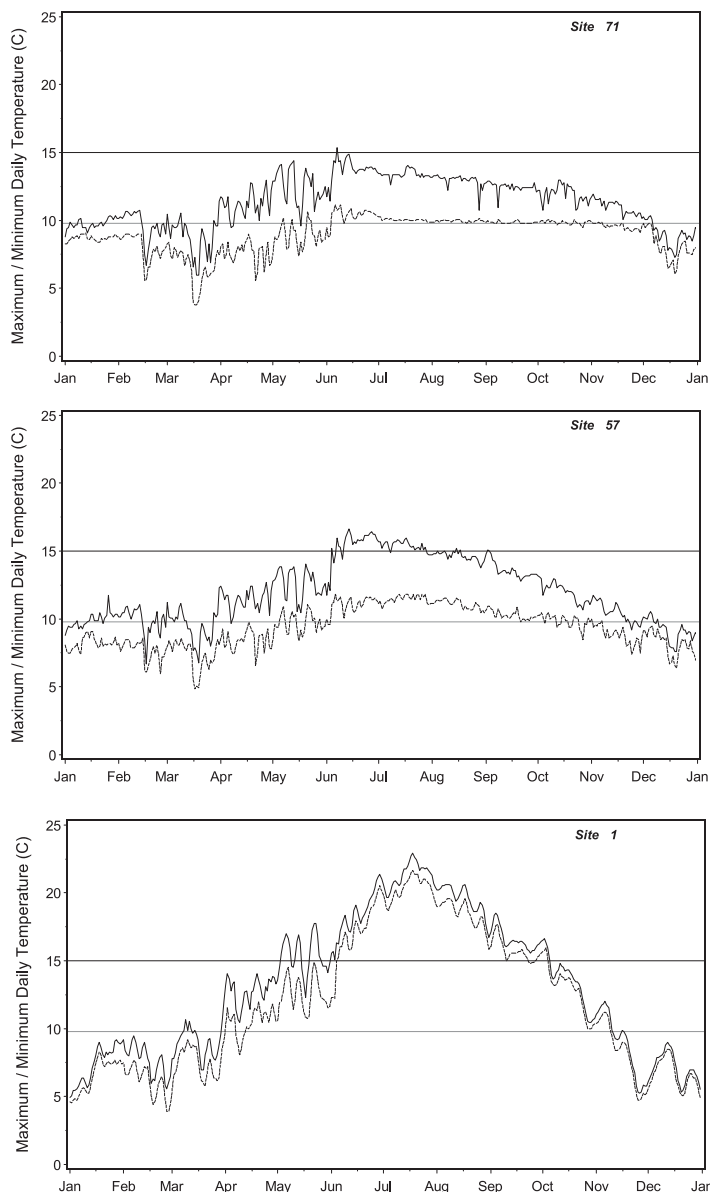 Site 71
Maximum / Minimum Daily Temperature (C)
25
20
15
10
5
0
Jan Feb Mar Apr May Jun Jul Aug Sep Oct Nov Dec Jan
Site 57
Maximum / Minimum Daily Temperature (C)
25
20
15
10
5
0
Jan Feb Mar Apr May Jun Jul Aug Sep Oct Nov Dec Jan
Site 1
Maximum / Minimum Daily Temperature (C)
25
20
15
10
5
0
Jan Feb Mar Apr May Jun Jul Aug Sep Oct Nov Dec Jan